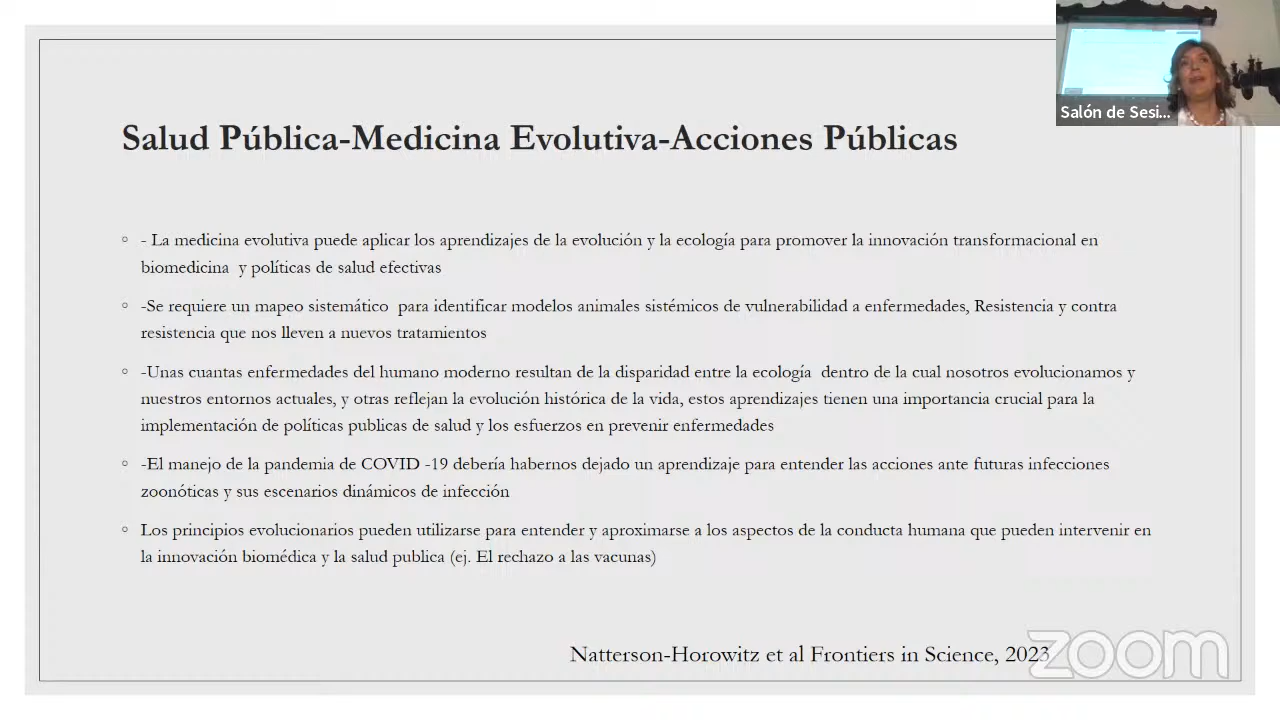 Salón de Sesi...
Salud Pública-Medicina Evolutiva-Acciones Públicas
◦ - La medicina evolutiva puede aplicar los aprendizajes de la evolución y la ecología para promover la innovación transformacional en
biomedicina y políticas de salud efectivas
◦ -Se requiere un mapeo sistemático para identificar modelos animales sistémicos de vulnerabilidad a enfermedades, Resistencia y contra
resistencia que nos lleven a nuevos tratamientos
◦ -Unas cuantas enfermedades del humano moderno resultan de la disparidad entre la ecología dentro de la cual nosotros evolucionamos y
nuestros entornos actuales, y otras reflejan la evolución histórica de la vida, estos aprendizajes tienen una importancia crucial para la
implementación de políticas publicas de salud y los esfuerzos en prevenir enfermedades
◦ -El manejo de la pandemia de COVID -19 debería habernos dejado un aprendizaje para entender las acciones ante futuras infecciones
zoonóticas y sus escenarios dinámicos de infección
◦ Los principios evolucionarios pueden utilizarse para entender y aproximarse a los aspectos de la conducta humana que pueden intervenir en
la innovación biomédica y la salud publica (ej. El rechazo a las vacunas)
Natterson-Horowitz et al Frontiers in Science, 2023
zoom